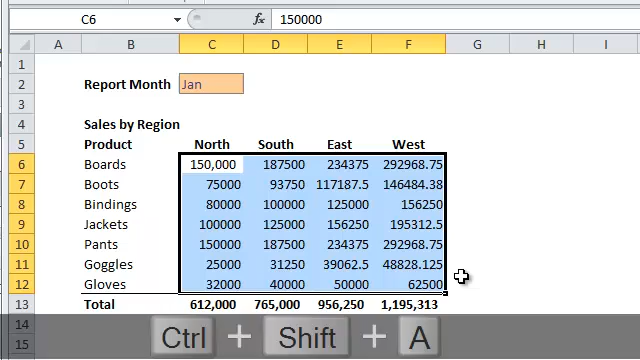 C6 fx 150000
A B C D E F G H I
1
2 Report Month Jan
3
4 Sales by Region
5 Product North South East West
6 Boards 150,000 187500 234375 292968.75
7 Boots 75000 93750 117187.5 146484.38
8 Bindings 80000 100000 125000 156250
9 Jackets 100000 125000 156250 195312.5
10 Pants 150000 187500 234375 292968.75
11 Goggles 25000 31250 39062.5 48828.125
12 Gloves 32000 40000 50000 62500
13 Total 612,000 765,000 956,250 1,195,313
14
15 Ctrl + Shift + A